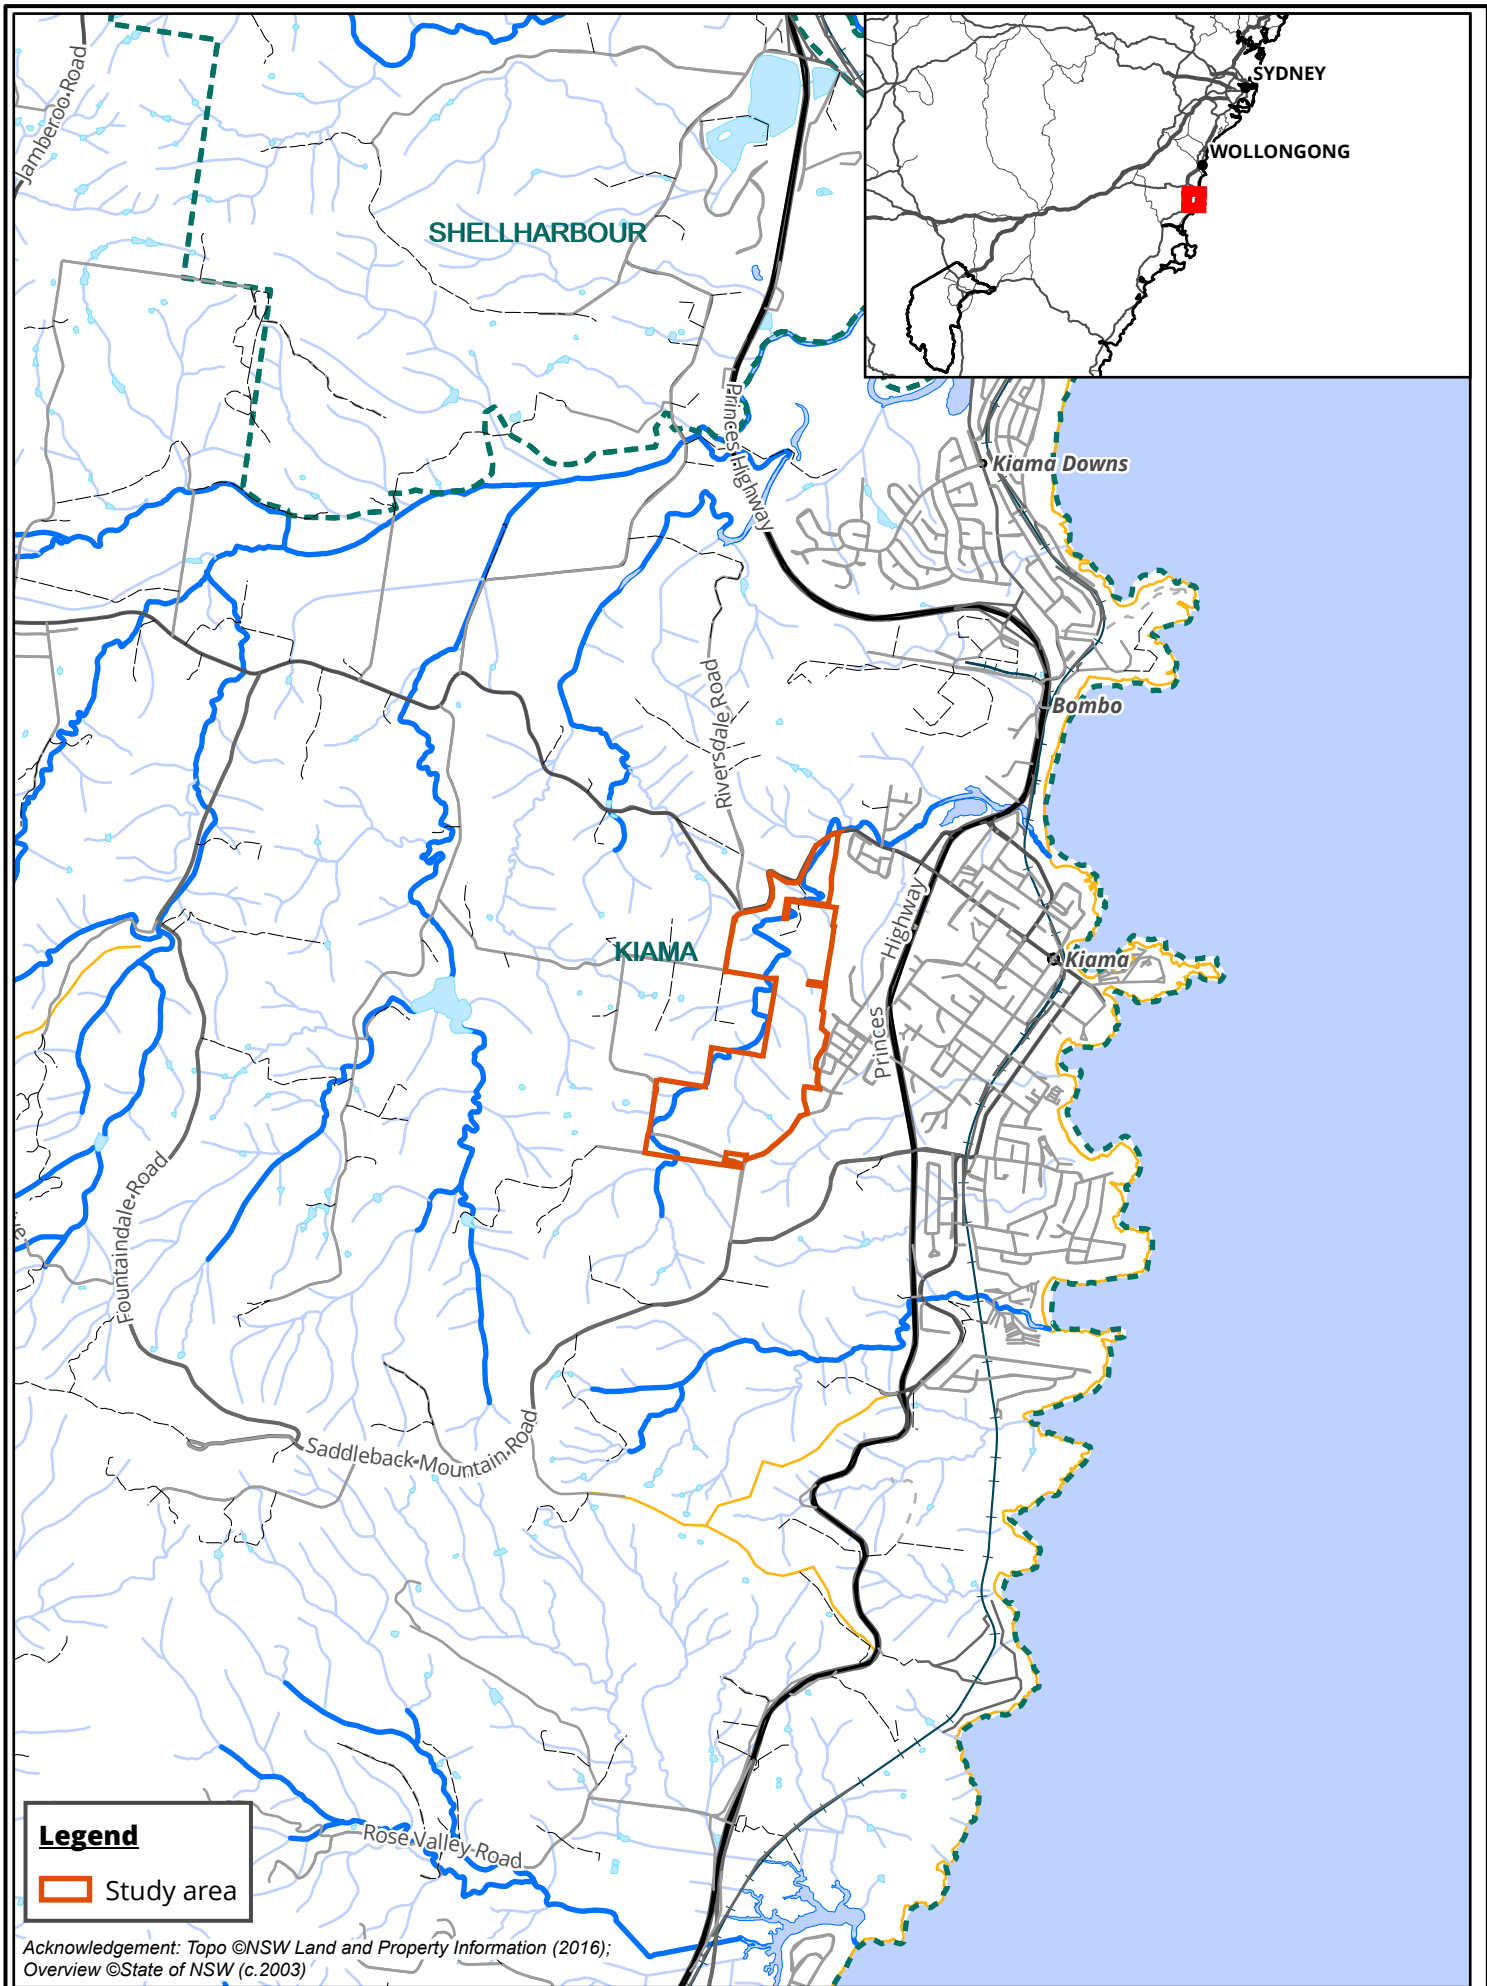 Jamberoo Road
SYDNEY
WOLLONGONG
SHELLHARBOUR
Princes Highway
Kiama Downs
Riversdale Road
Bombo
KIAMA
Highway
Princes
Kiama
Fountaindale Road
Saddleback Mountain Road
Rose Valley Road
Legend
Study area
Acknowledgement: Topo ©NSW Land and Property Information (2016);
Overview ©State of NSW (c.2003)